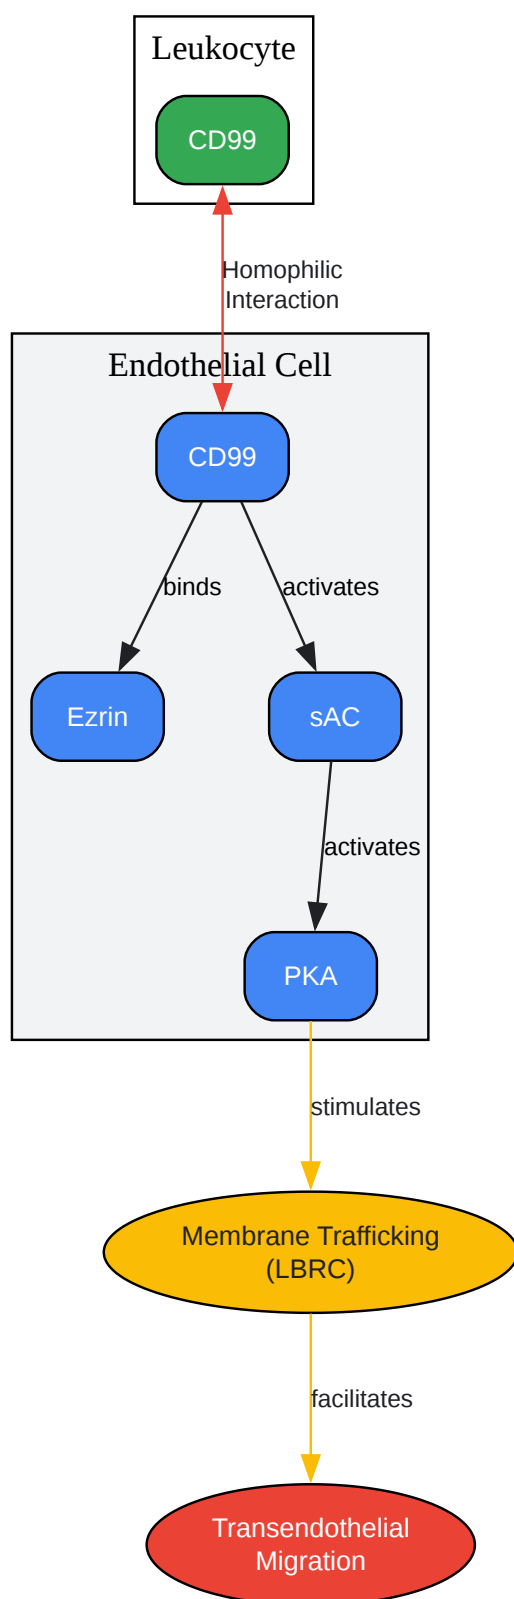 Leukocyte
CD99
Homophilic
Interaction
Endothelial Cell
CD99
binds
activates
Ezrin
sAC
activates
PKA
stimulates
Membrane Trafficking
(LBRC)
facilitates
Transendothelial
Migration